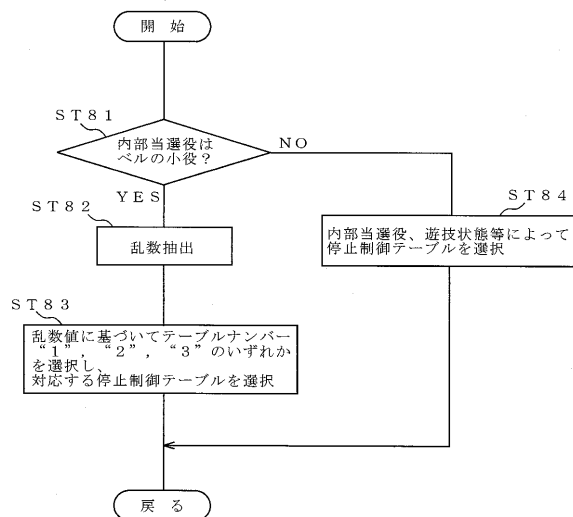 開　始
ＳＴ８１
内部当選役は
ベルの小役？
ＮＯ
ＹＥＳ
ＳＴ８２
乱数抽出
ＳＴ８４
内部当選役、遊技状態等によって
停止制御テーブルを選択
ＳＴ８３
乱数値に基づいてテーブルナンバー
“１”，“２”，“３”のいずれか
を選択し、
対応する停止制御テーブルを選択
戻　る